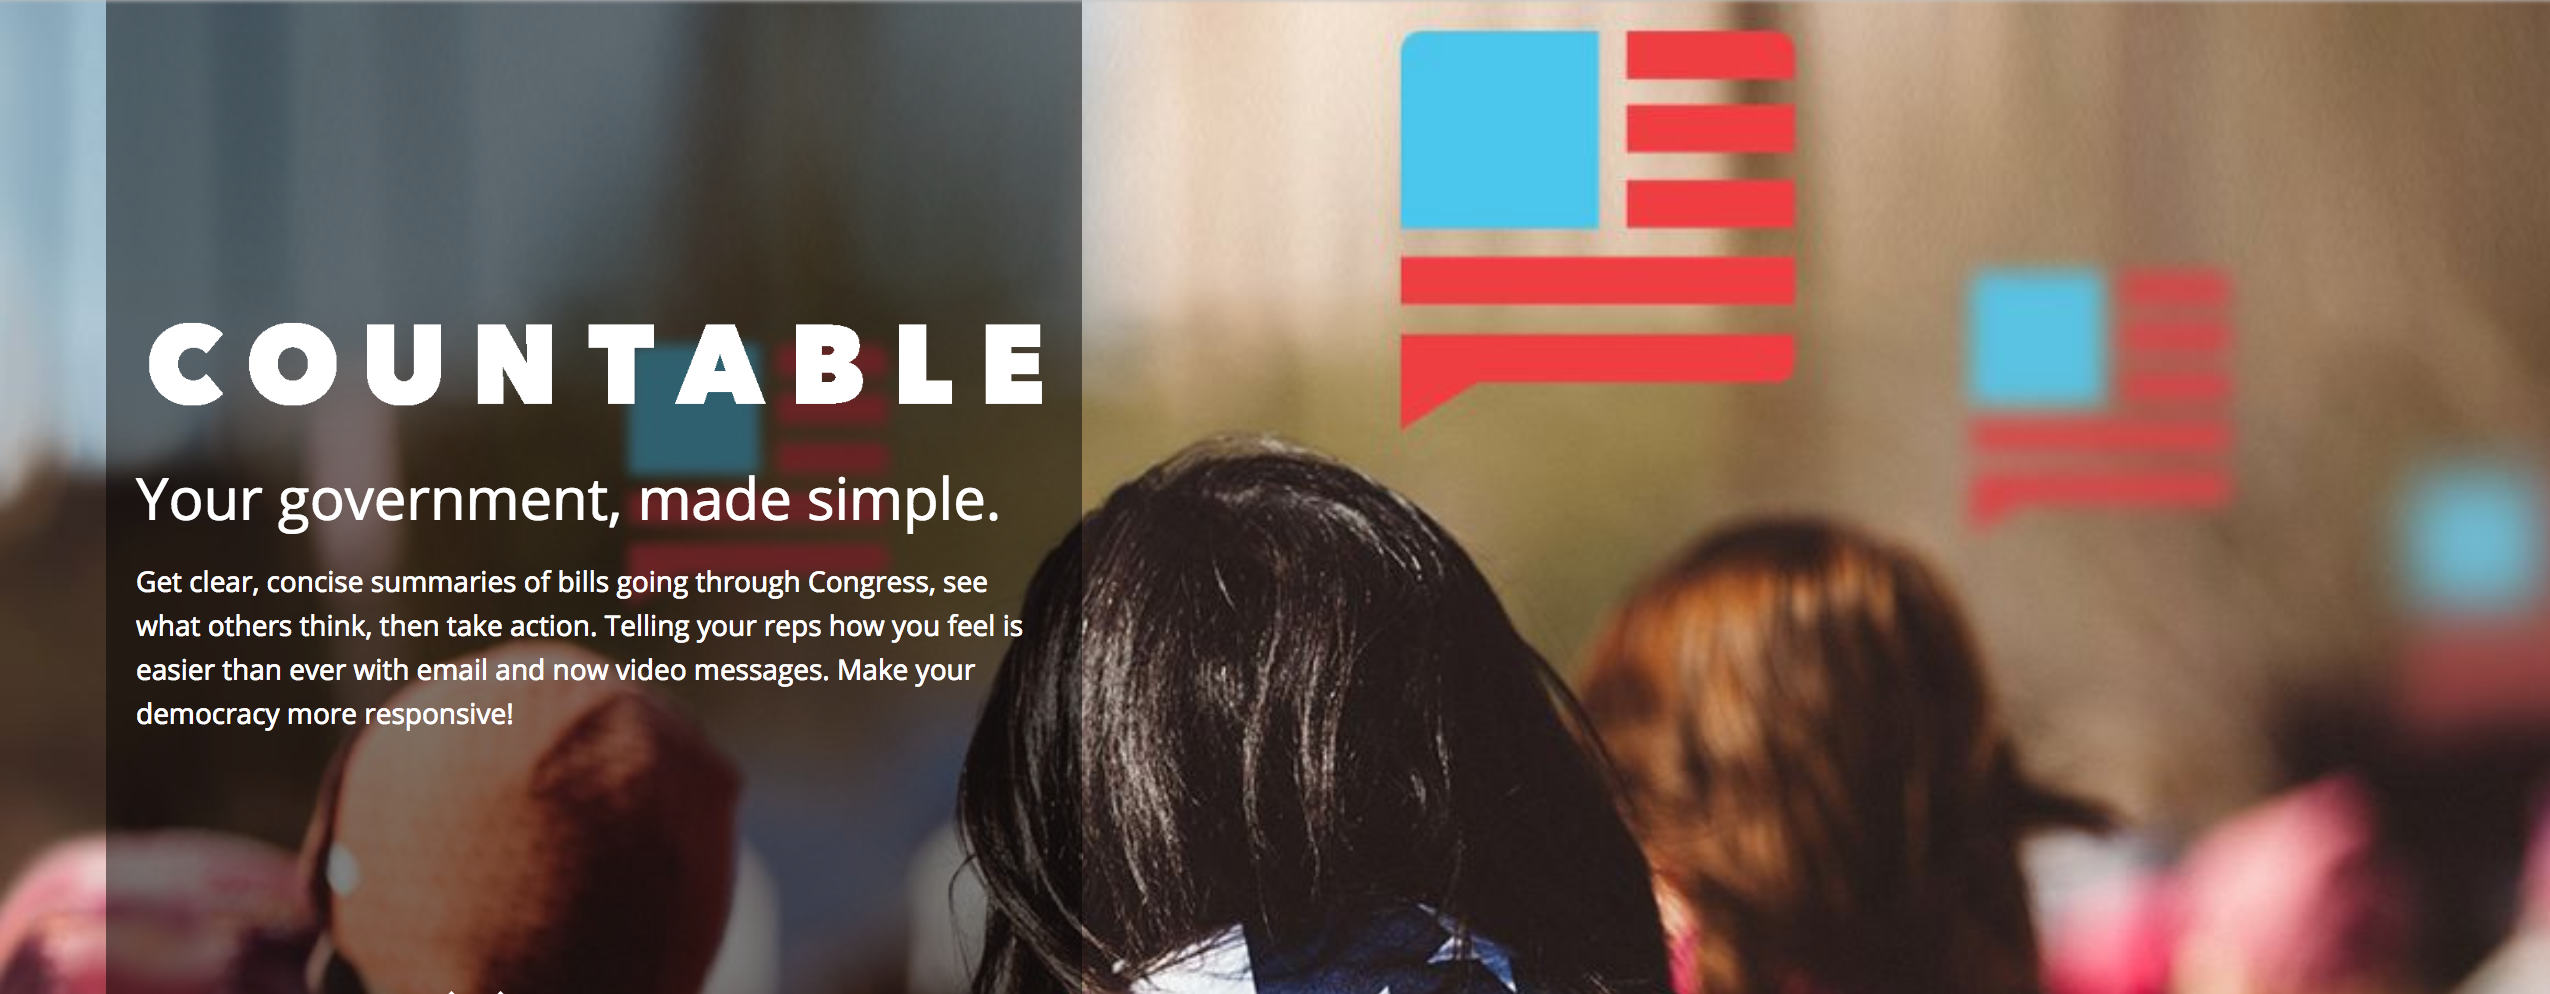 COUNTABLE
Your government, made simple.
Get clear, concise summaries of bills going through Congress, see
what others think, then take action. Telling your reps how you feel is
easier than ever with email and now video messages. Make your
democracy more responsive!